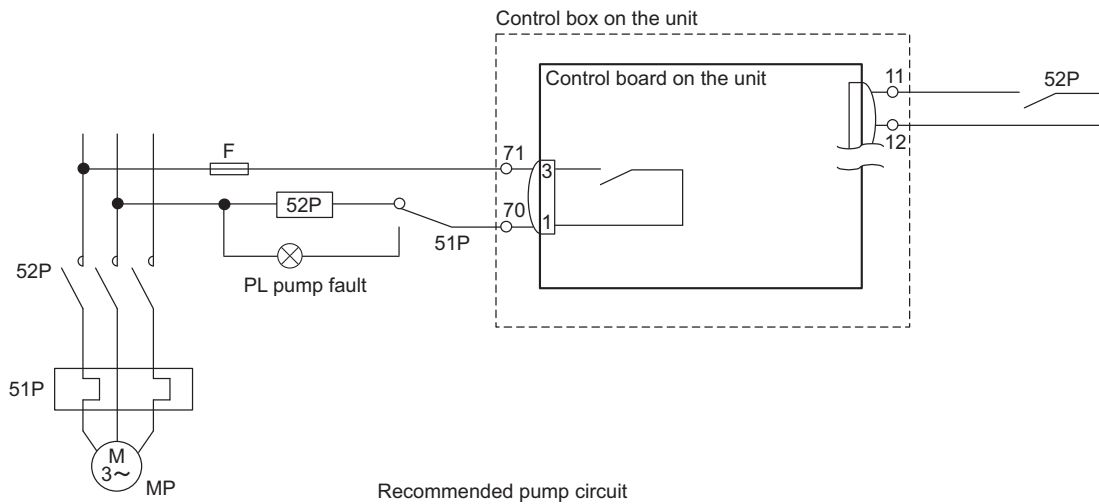 Control box on the unit
Control board on the unit
11
52P
12
F
71
3
52P
70
1
51P
PL pump fault
52P
51P
M
3～
MP
Recommended pump circuit